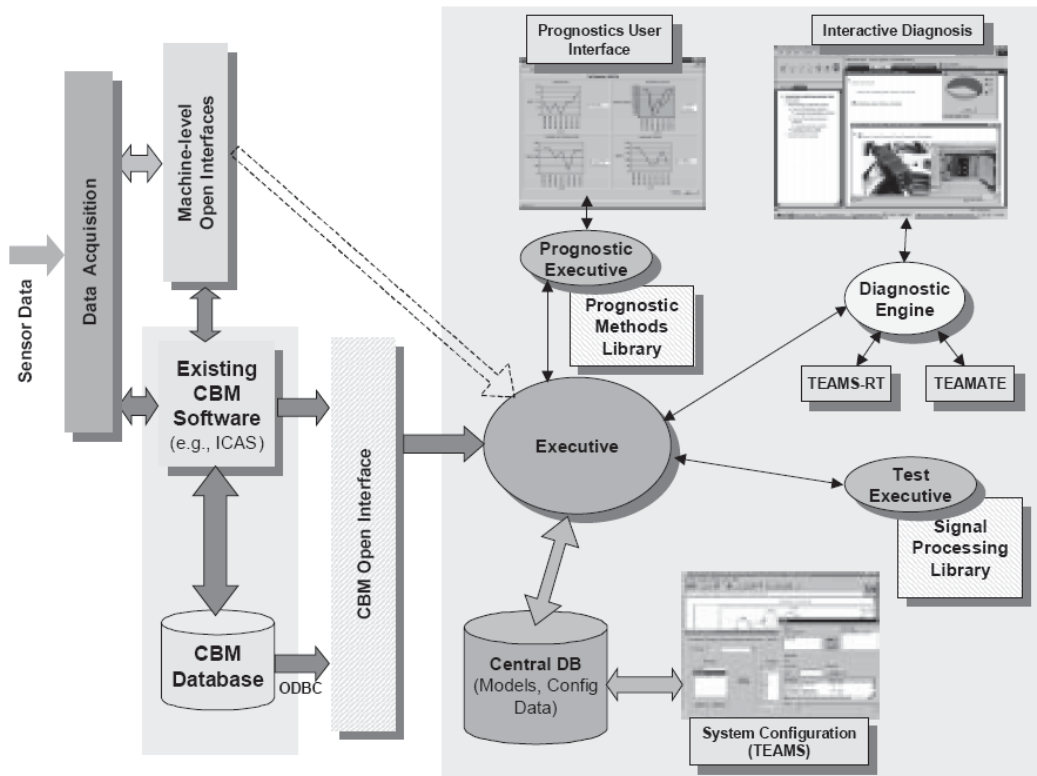 Sensor Data
Data Acquisition
Machine-level
Open Interfaces
Existing
CBM
Software
(e.g., ICAS)
CBM
Database
ODBC
CBM Open Interface
Prognostics User
Interface
Interactive Diagnosis
Prognostic
Executive
Prognostic
Methods
Library
Diagnostic
Engine
TEAMS-RT
TEAMATE
Executive
Test
Executive
Signal
Processing
Library
Central DB
(Models, Config
Data)
System Configuration
(TEAMS)